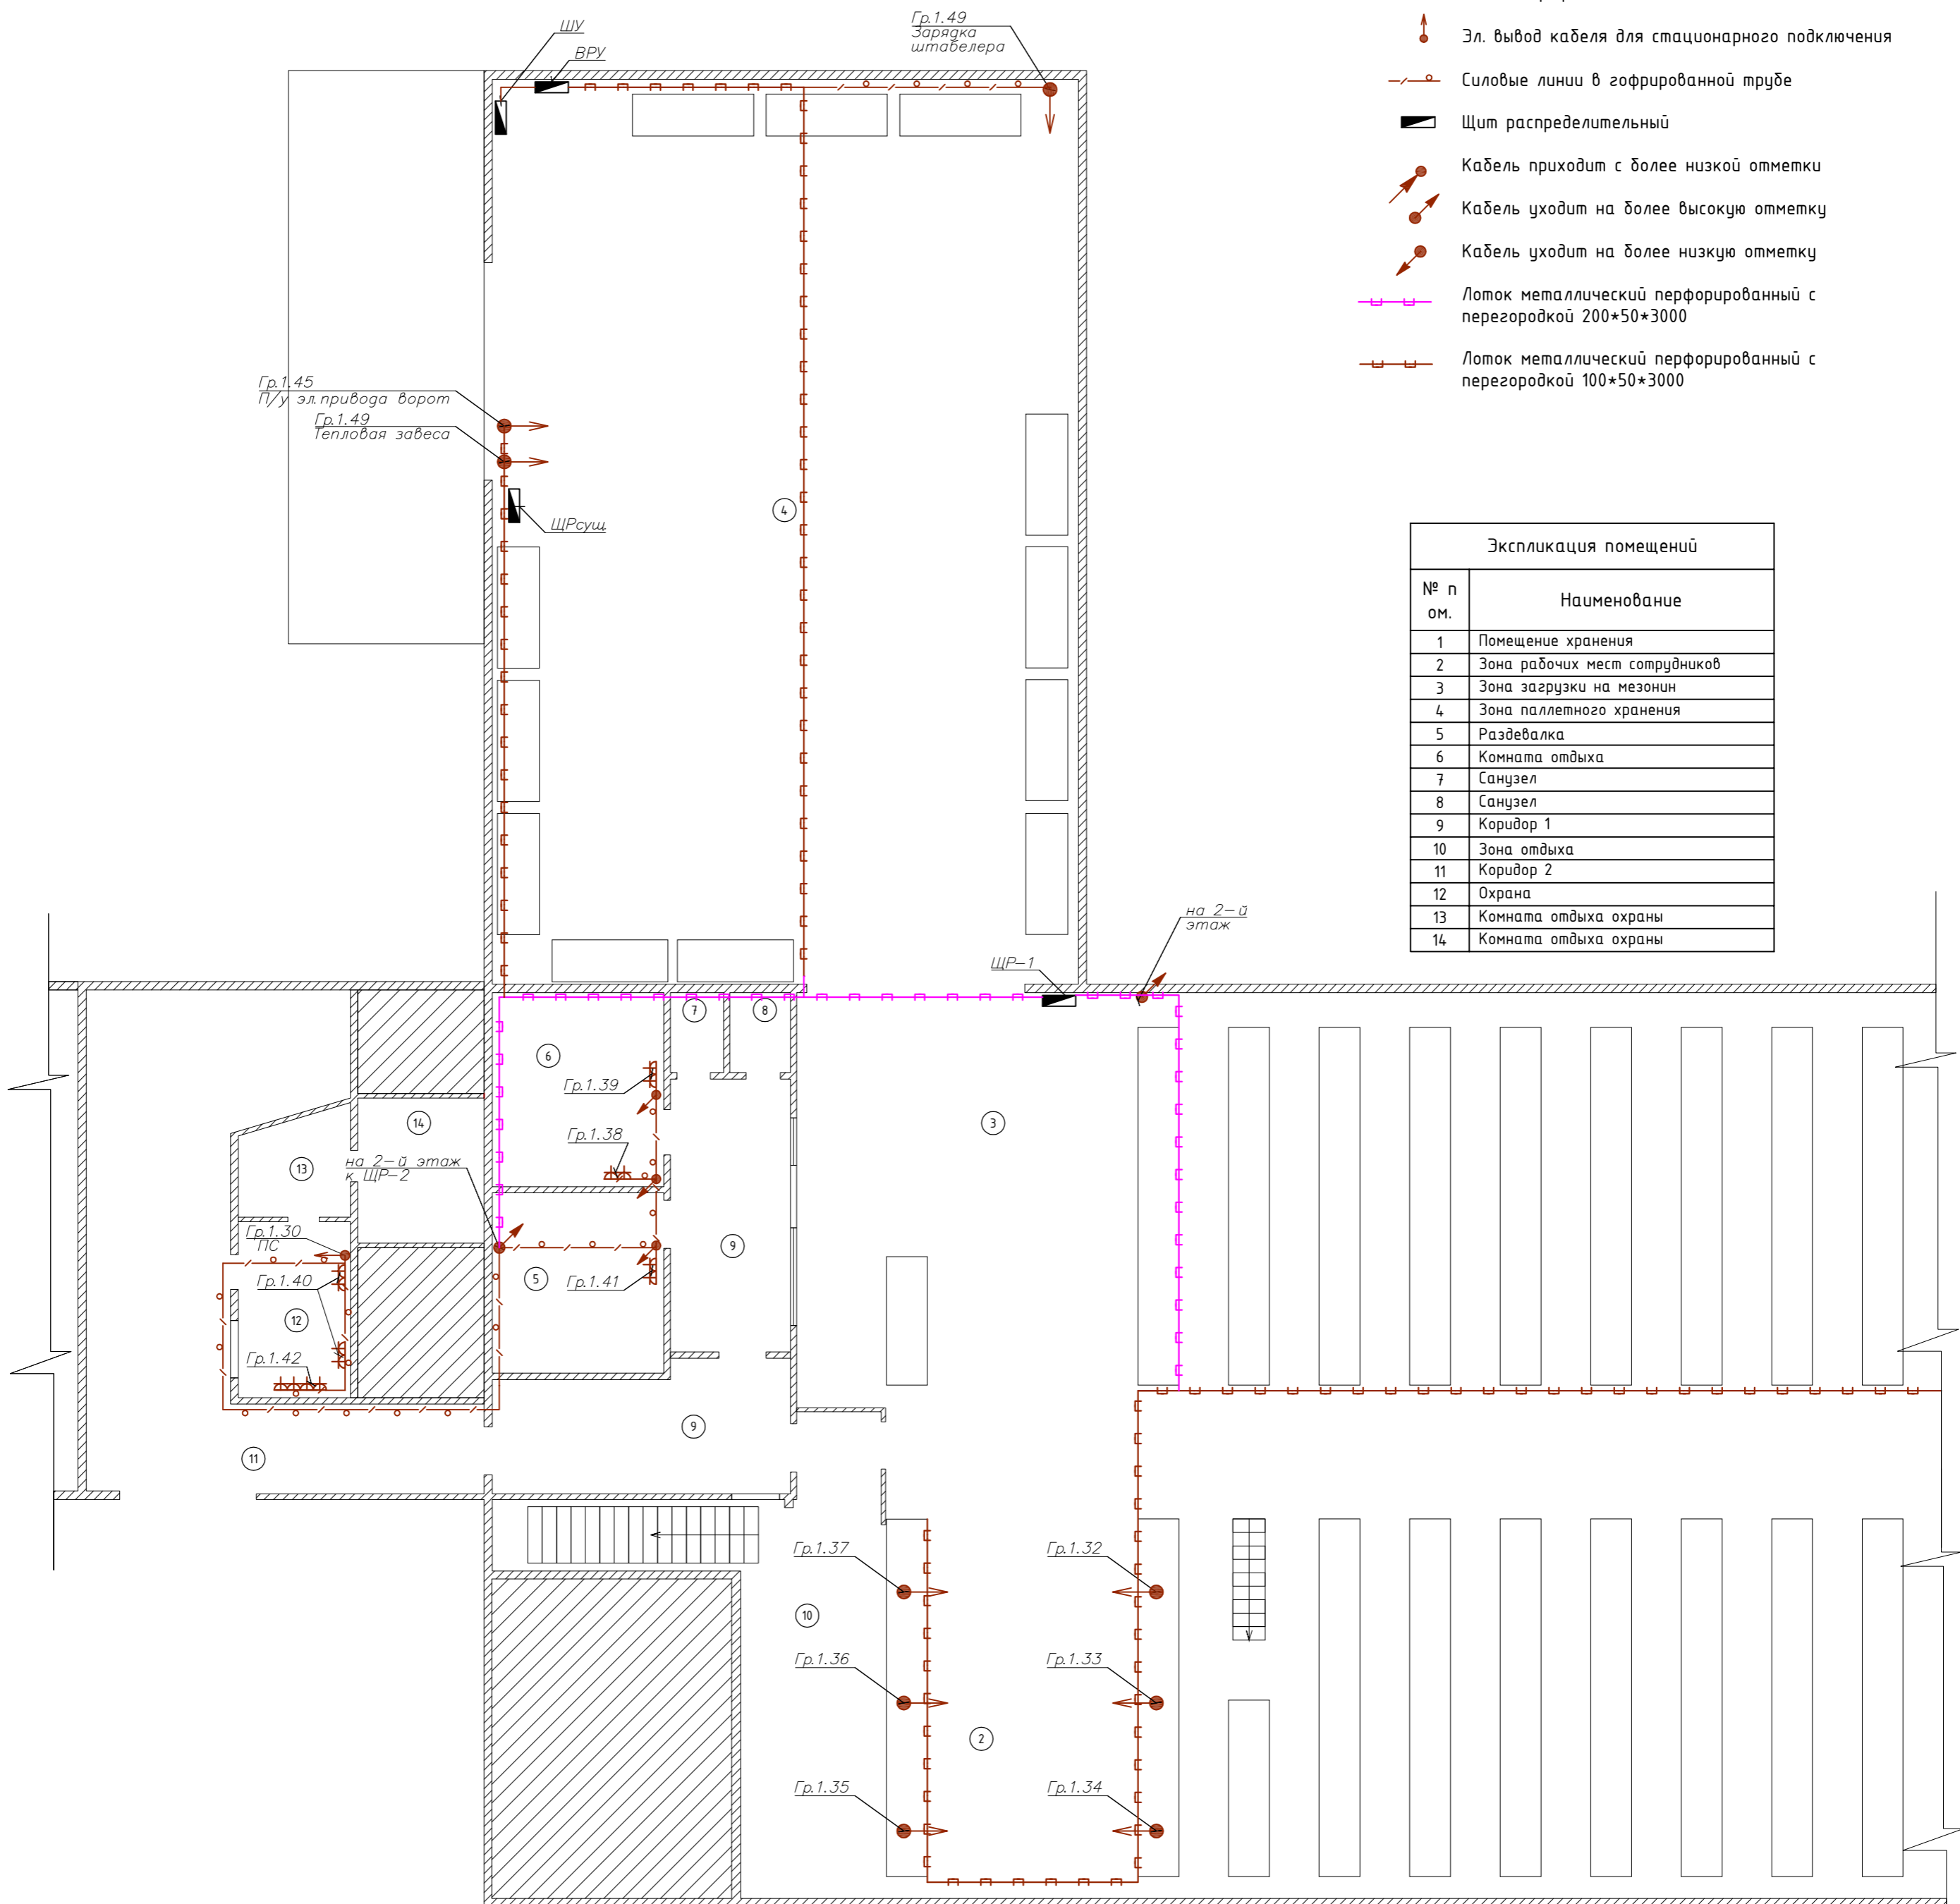 Эл. вывод кабеля для стационарного подключения
Силовые линии в гофрированной трубе
Щит распределительный
Кабель приходит с более низкой отметки
Кабель уходит на более высокую отметку
Кабель уходит на более низкую отметку
Лоток металлический перфорированный с
перегородкой 200*50*3000
Лоток металлический перфорированный с
перегородкой 100*50*3000
ШУ
ВРУ
Гр.1.49
Зарядка
штабелера
Гр.1.45
П/у эл.привода ворот
Гр.1.49
Тепловая завеса
ЩРсущ
4
Экспликация помещений
№ п
ом.
Наименование
1 Помещение хранения
2 Зона рабочих мест сотрудников
3 Зона загрузки на мезонин
4 Зона паллетного хранения
5 Раздевалка
6 Комната отдыха
7 Санузел
8 Санузел
9 Коридор 1
10 Зона отдыха
11 Коридор 2
12 Охрана
13 Комната отдыха охраны
14 Комната отдыха охраны
на 2-й
этаж
ЩР-1
7
8
6
Гр.1.39
14
3
Гр.1.38
13
на 2-й этаж
к ЩР-2
Гр.1.30
ПС
9
Гр.1.40
5
Гр.1.41
12
Гр.1.42
9
11
Гр.1.37
Гр.1.32
10
Гр.1.36
Гр.1.33
2
Гр.1.35
Гр.1.34